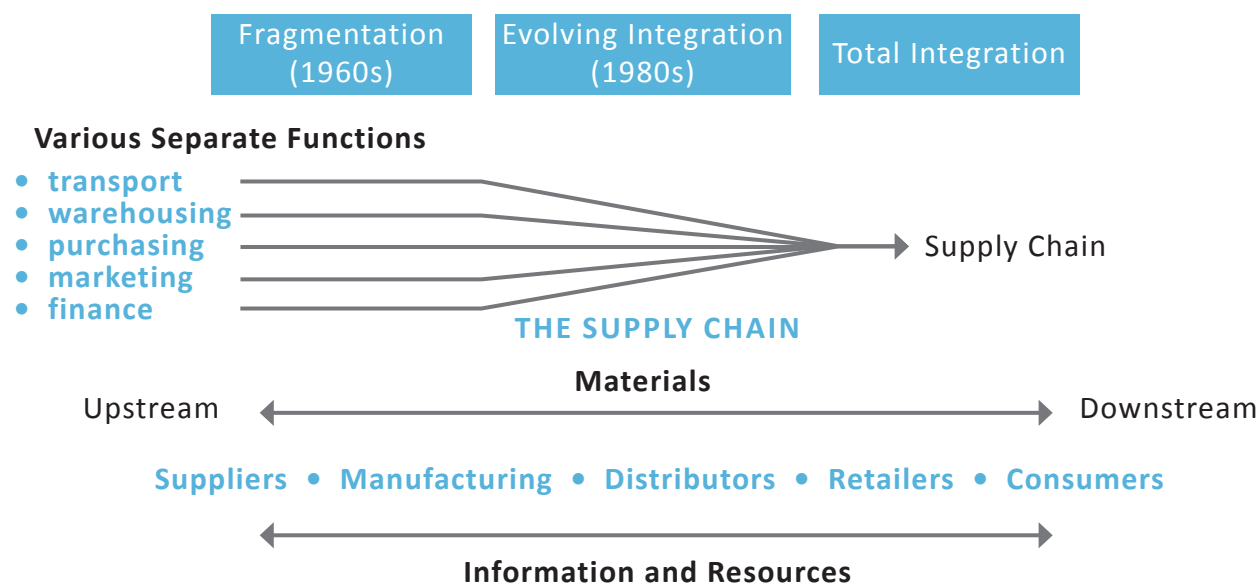 Fragmentation
(1960s)
Evolving Integration
(1980s)
Total Integration
Various Separate Functions
• transport
• warehousing
• purchasing
• marketing
• finance
Supply Chain
THE SUPPLY CHAIN
Materials
Upstream
Downstream
Suppliers • Manufacturing • Distributors • Retailers • Consumers
Information and Resources